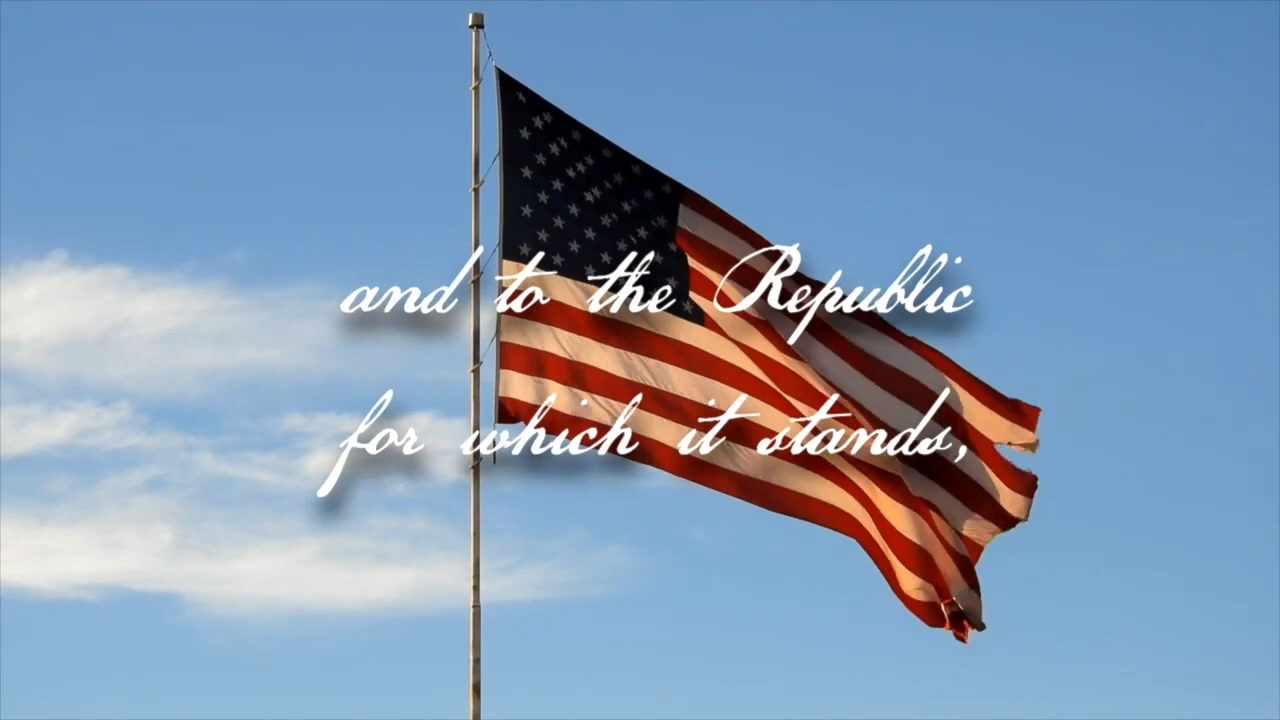 and to the Republic
for which it stands,